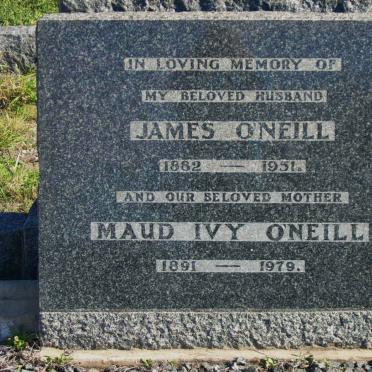 IN LOVING MEMORY OF
MY BELOVED HUSBAND
JAMES O'NEILL
1882 — 1951.
AND OUR BELOVED MOTHER
MAUD IVY O'NEILL
1891 — 1979.